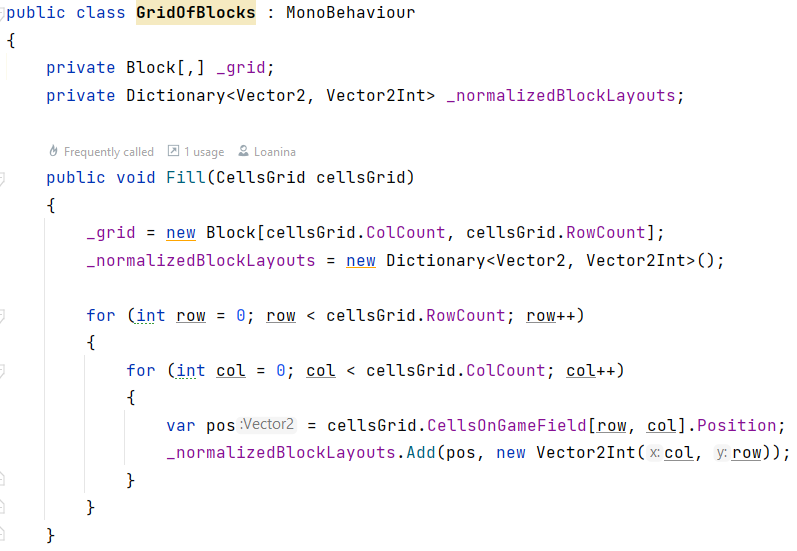 public class GridOfBlocks : MonoBehaviour
{
    private Block[,] _grid;
    private Dictionary<Vector2, Vector2Int> _normalizedBlockLayouts;

    Frequently called  1 usage  Loanina
    public void Fill(CellsGrid cellsGrid)
    {
        _grid = new Block[cellsGrid.ColCount, cellsGrid.RowCount];
        _normalizedBlockLayouts = new Dictionary<Vector2, Vector2Int>();

        for (int row = 0; row < cellsGrid.RowCount; row++)
        {
            for (int col = 0; col < cellsGrid.ColCount; col++)
            {
                var pos :Vector2 = cellsGrid.CellsOnGameField[row, col].Position;
                _normalizedBlockLayouts.Add(pos, new Vector2Int( x: col, y: row));
            }
        }
    }